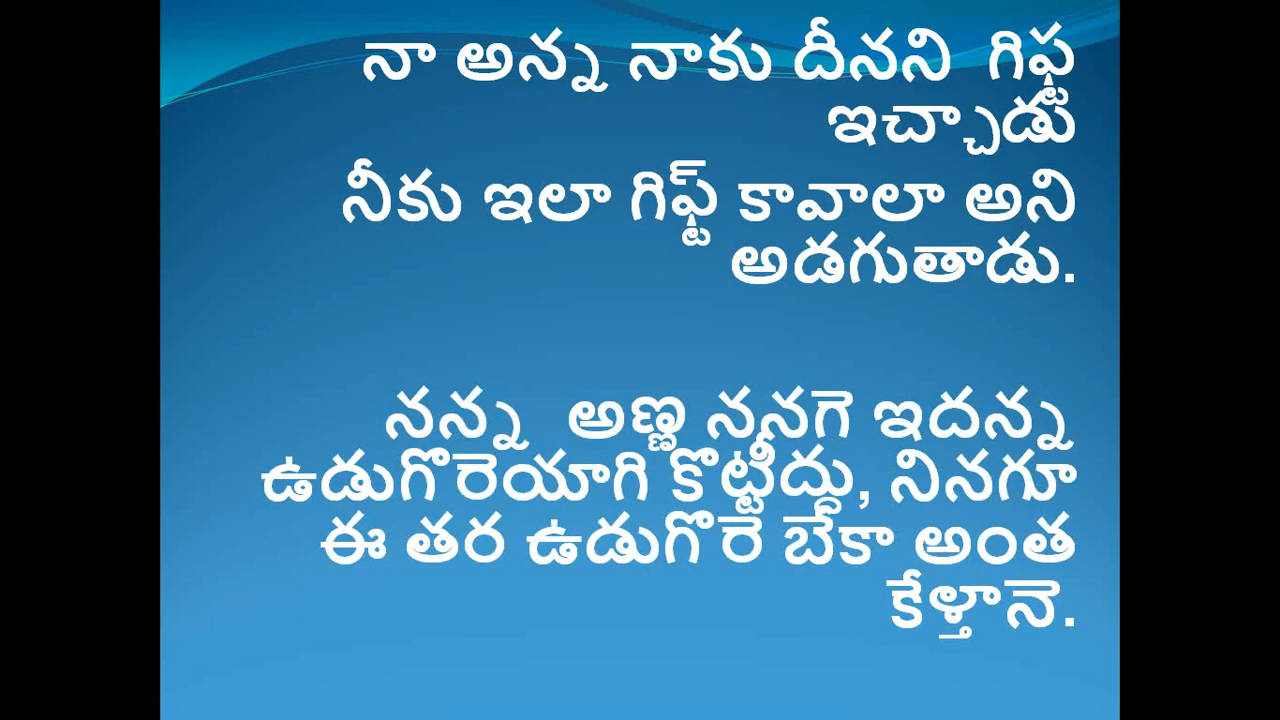 నా అన్న నాకు దీనని గిఫ్ట
ఇచ్చాడు
నీకు ఇలా గిఫ్ట్ కావాలా అని
అడగుతాడు.
నన్న అణ్ణ ననగె ఇదన్న
ఉడుగొరెయాగి కొట్టీద్దు, నినగూ
ఈ తర ఉడుగొరె బేకా అంత
కేళ్తానె.